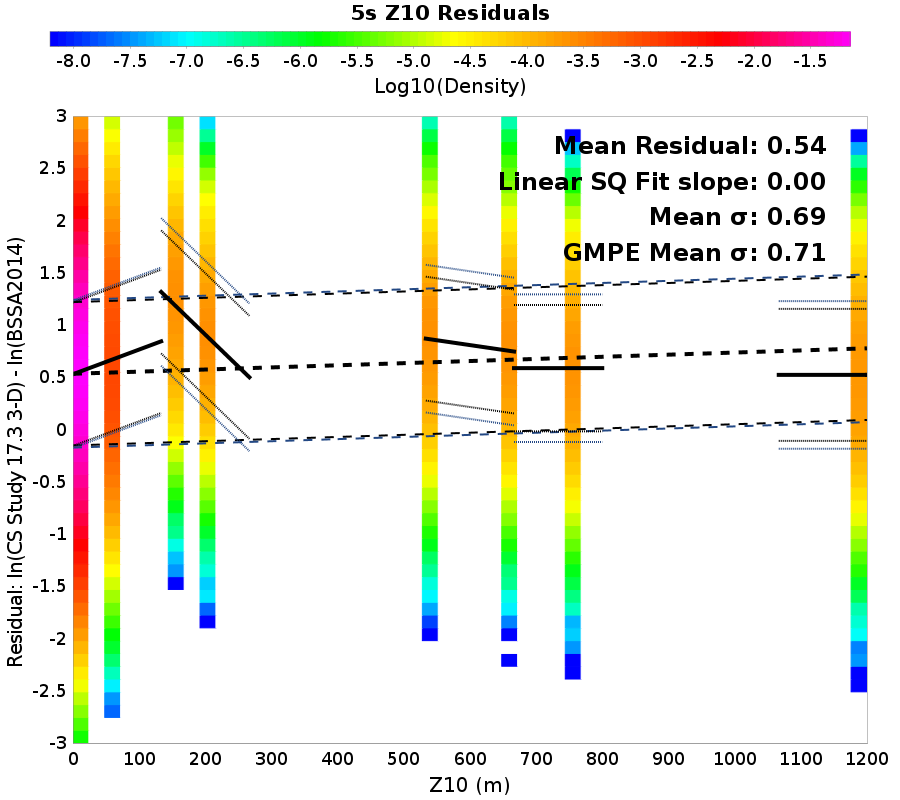 5s Z10 Residuals
-8.0 -7.5 -7.0 -6.5 -6.0 -5.5 -5.0 -4.5 -4.0 -3.5 -3.0 -2.5 -2.0 -1.5
Log10(Density)
Mean Residual: 0.54
Linear SQ Fit slope: 0.00
Mean σ: 0.69
GMPE Mean σ: 0.71
Residual: ln(CS Study 17.3 3-D) - ln(BSSA2014)
3
2.5
2
1.5
1
0.5
0
-0.5
-1
-1.5
-2
-2.5
-3
0 100 200 300 400 500 600 700 800 900 1000 1100 1200
Z10 (m)